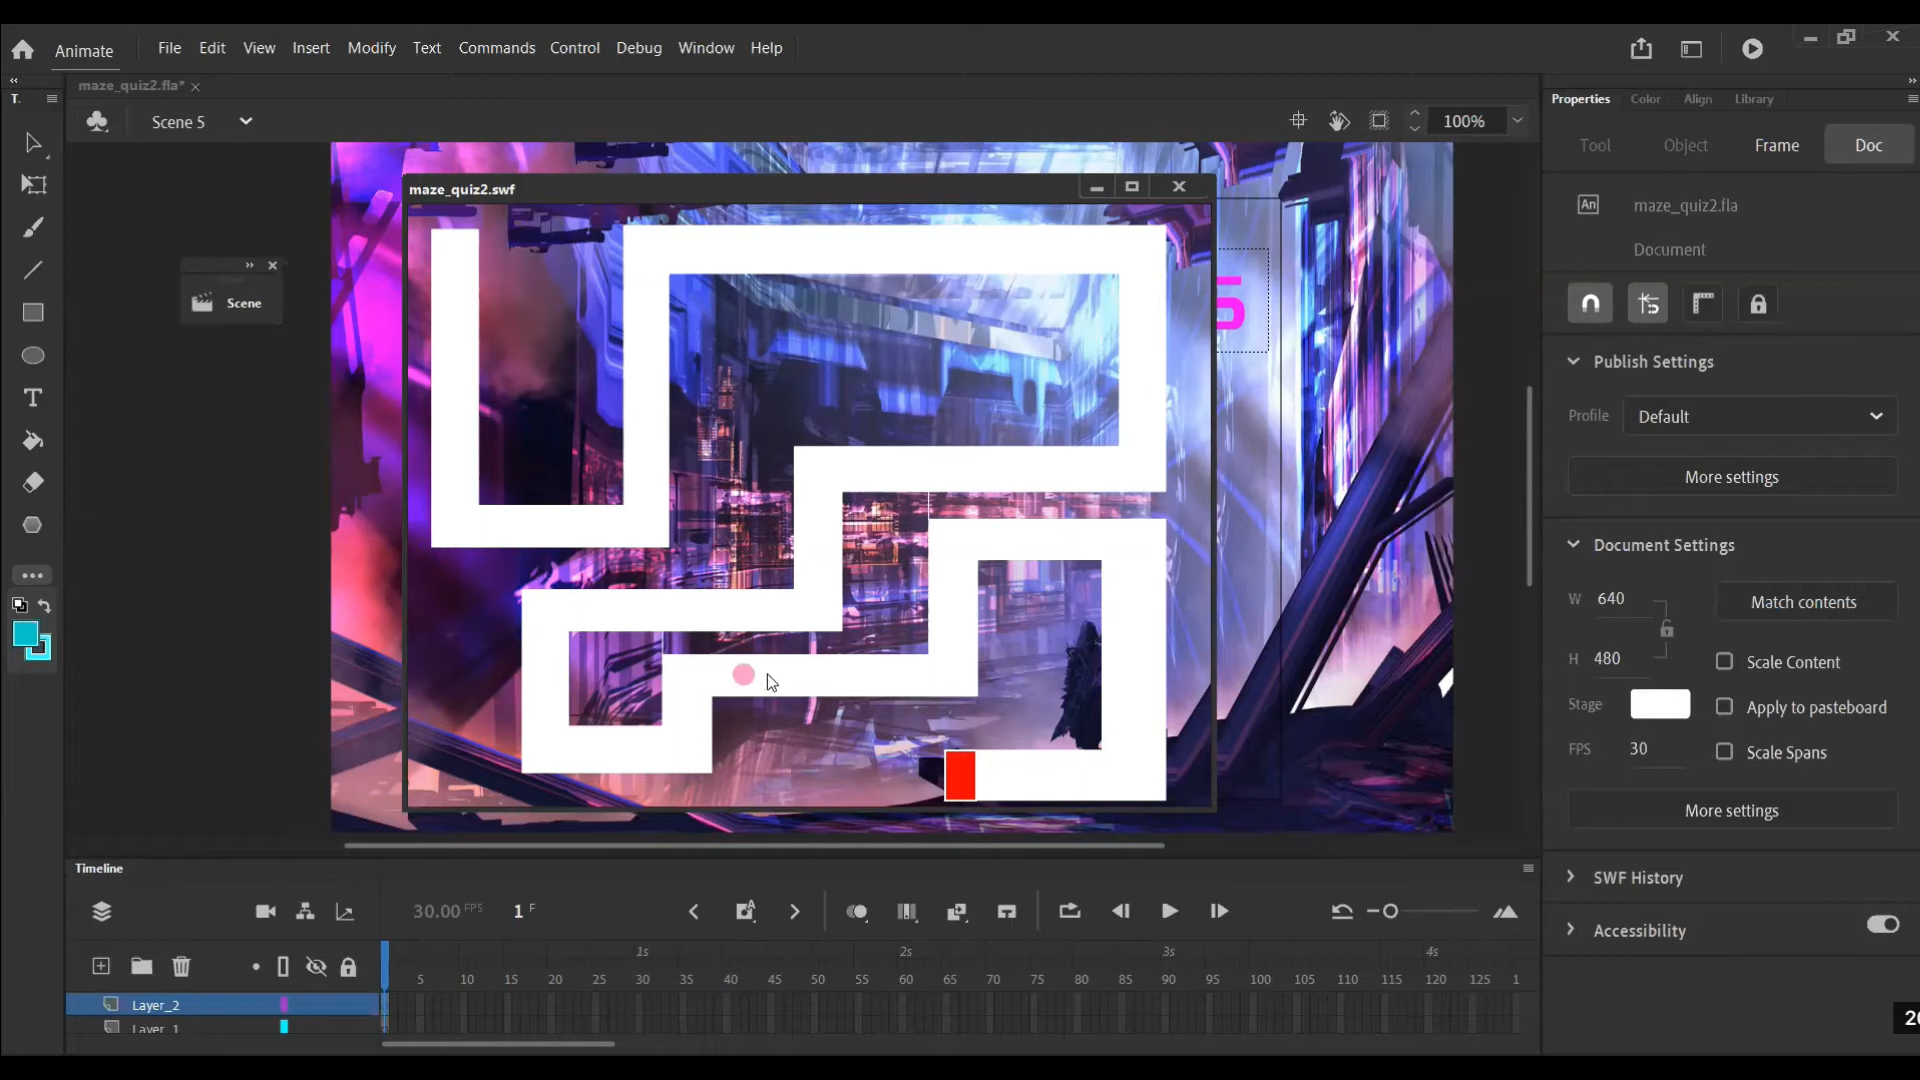 Animate File Edit View Insert Modify Text Commands Control Debug Window Help
maze_quiz2.fla*
T.
Properties Color Align Library
Scene 5
100%
Tool Object Frame Doc
maze_quiz2.swf
An maze_quiz2.fla
Document
Scene
5
Publish Settings
Profile Default
More settings
Document Settings
W 640 Match contents
H 480 Scale Content
Stage Apply to pasteboard
FPS 30 Scale Spans
More settings
Timeline
SWF History
30.00 FPS 1 F
Accessibility
1s 2s 3s 4s
5 10 15 20 25 30 35 40 45 50 55 60 65 70 75 80 85 90 95 100 105 110 115 120 125 1
Layer_2
Layer_1